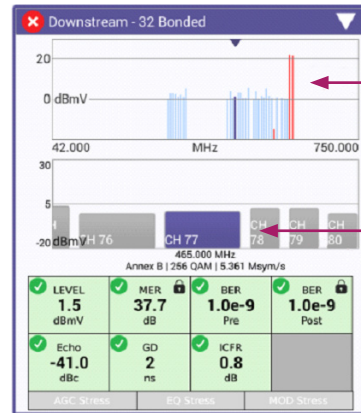 Downstream - 32 Bonded
20
0 dBmV
42.000 MHz 750.000
30
5
-20 dBmV
CH 76 CH 77 CH 78 CH 79 CH 80
465.000 MHz
Annex B | 256 QAM | 5.361 Msym/s
LEVEL MER BER BER
1.5 37.7 1.0e-9 1.0e-9
dBmV dB Pre Post
Echo GD ICFR
-41.0 2 0.8
dBc ns dB
AGC Stress EQ Stress MOD Stress